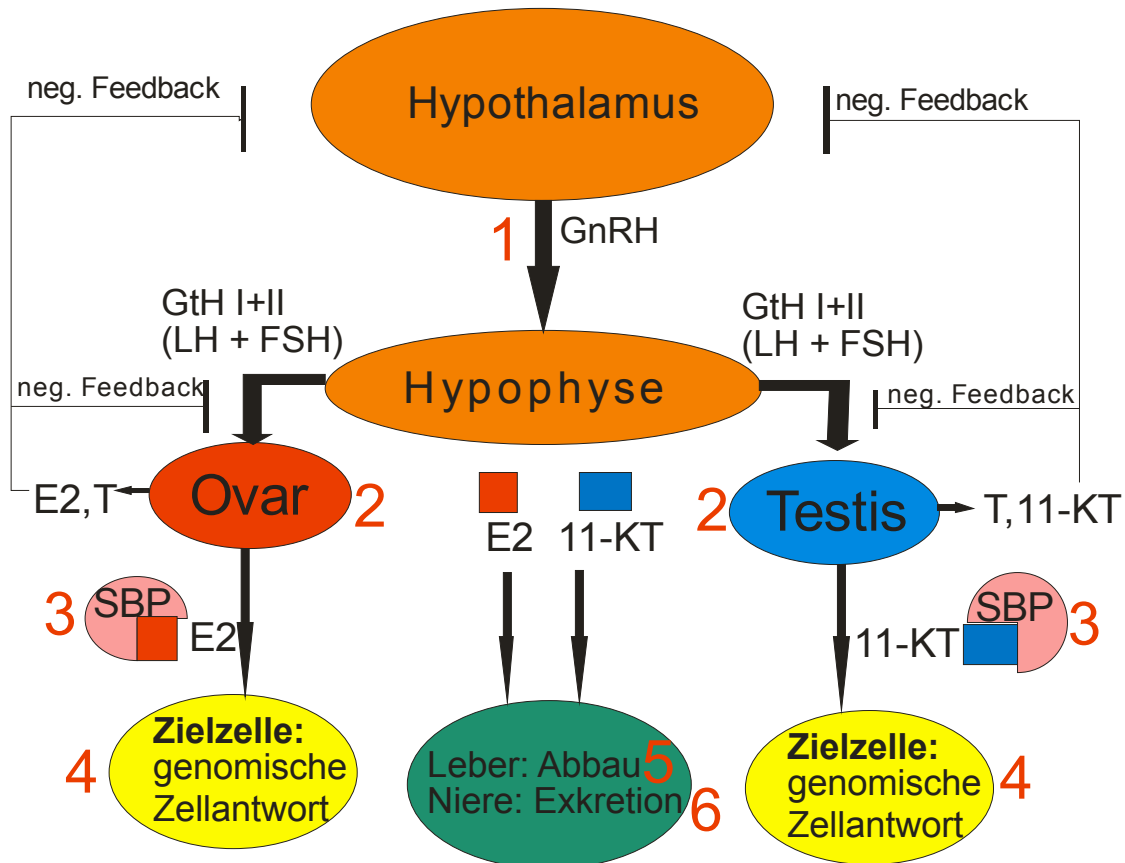 neg. Feedback
Hypothalamus
neg. Feedback
1
GnRH
GtH I+II
(LH + FSH)
GtH I+II
(LH + FSH)
neg. Feedback
Hypophyse
neg. Feedback
E2,T
Ovar
2
E2
11-KT
2
Testis
T,11-KT
3
SBP
E2
11-KT
SBP
3
4
Zielzelle:
genomische
Zellantwort
Leber: Abbau 5
Niere: Exkretion 6
Zielzelle:
genomische
Zellantwort
4